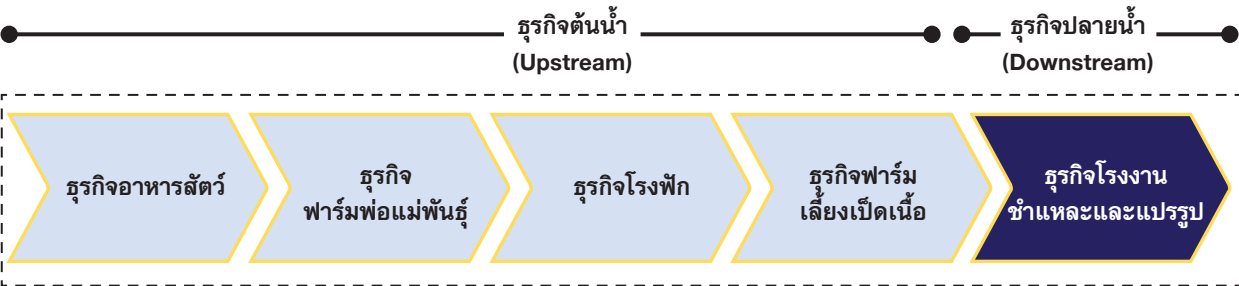 ธุรกิจต้นน้ำ
(Upstream)
ธุรกิจปลายน้ำ
(Downstream)
ธุรกิจอาหารสัตว์
ธุรกิจ
ฟาร์มพ่อแม่พันธุ์
ธุรกิจโรงฟัก
ธุรกิจฟาร์ม
เลี้ยงเป็ดเนื้อ
ธุรกิจโรงงาน
ชำแหละและแปรรูป